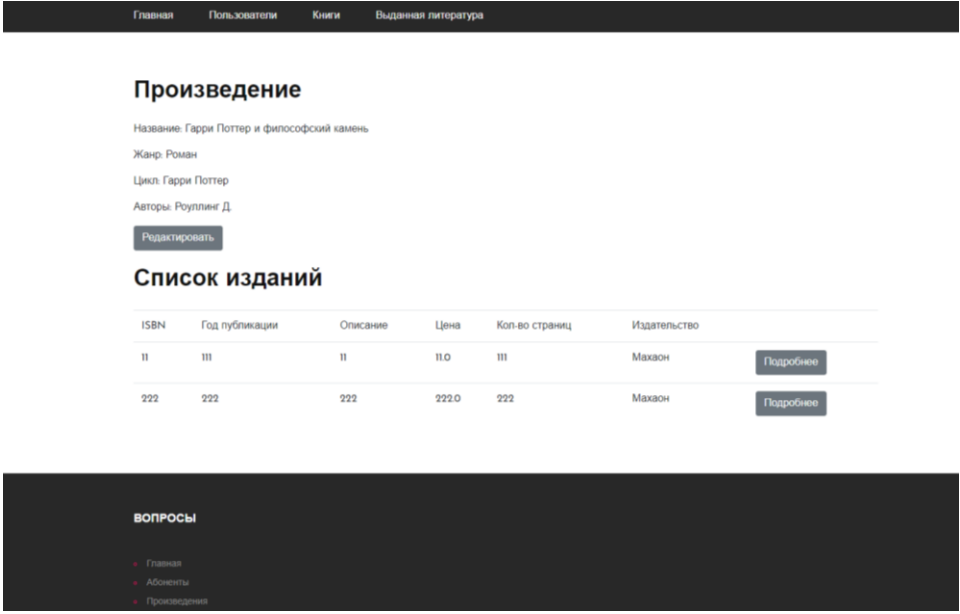 Главная Пользователи Книги Выданная литература
Произведение
Название: Гарри Поттер и философский камень
Жанр: Роман
Цикл: Гарри Поттер
Авторы: Роуллинг Д.
Редактировать
Список изданий
ISBN Год публикации Описание Цена Кол-во страниц Издательство
11 111 11 11.0 111 Махаон Подробнее
222 222 222 222.0 222 Махаон Подробнее
ВОПРОСЫ
Главная
Абоненты
Произведения